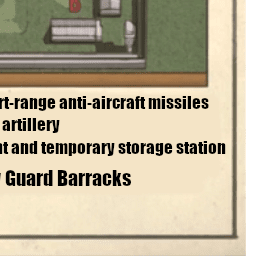 rt-range anti-aircraft missiles
artillery
nt and temporary storage station
Guard Barracks